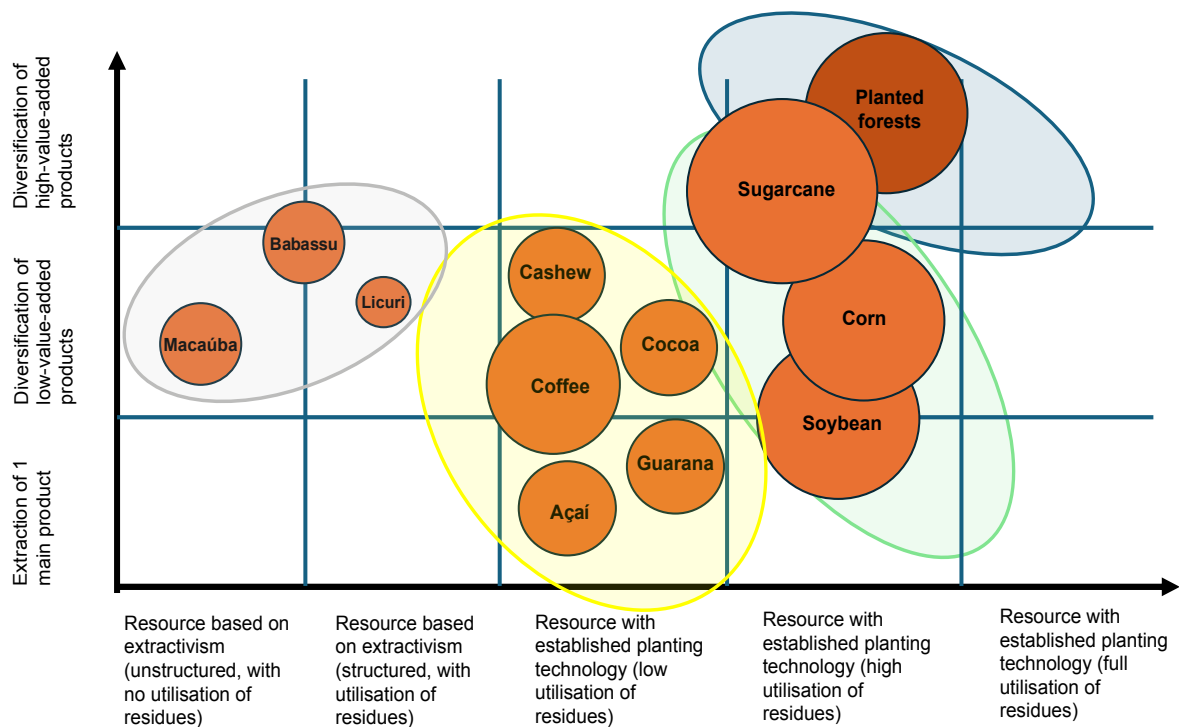 Diversification of
high-value-added
products
Diversification of
low-value-added
products
Extraction of 1
main product
Planted
forests
Sugarcane
Babassu
Licuri
Macaúba
Cashew
Cocoa
Coffee
Corn
Soybean
Guarana
Açaí
Resource based on
extractivism
(unstructured, with
no utilisation of
residues)
Resource based
on extractivism
(structured, with
utilisation of
residues)
Resource with
established planting
technology (low
utilisation of
residues)
Resource with
established planting
technology (high
utilisation of
residues)
Resource with
established planting
technology (full
utilisation of
residues)